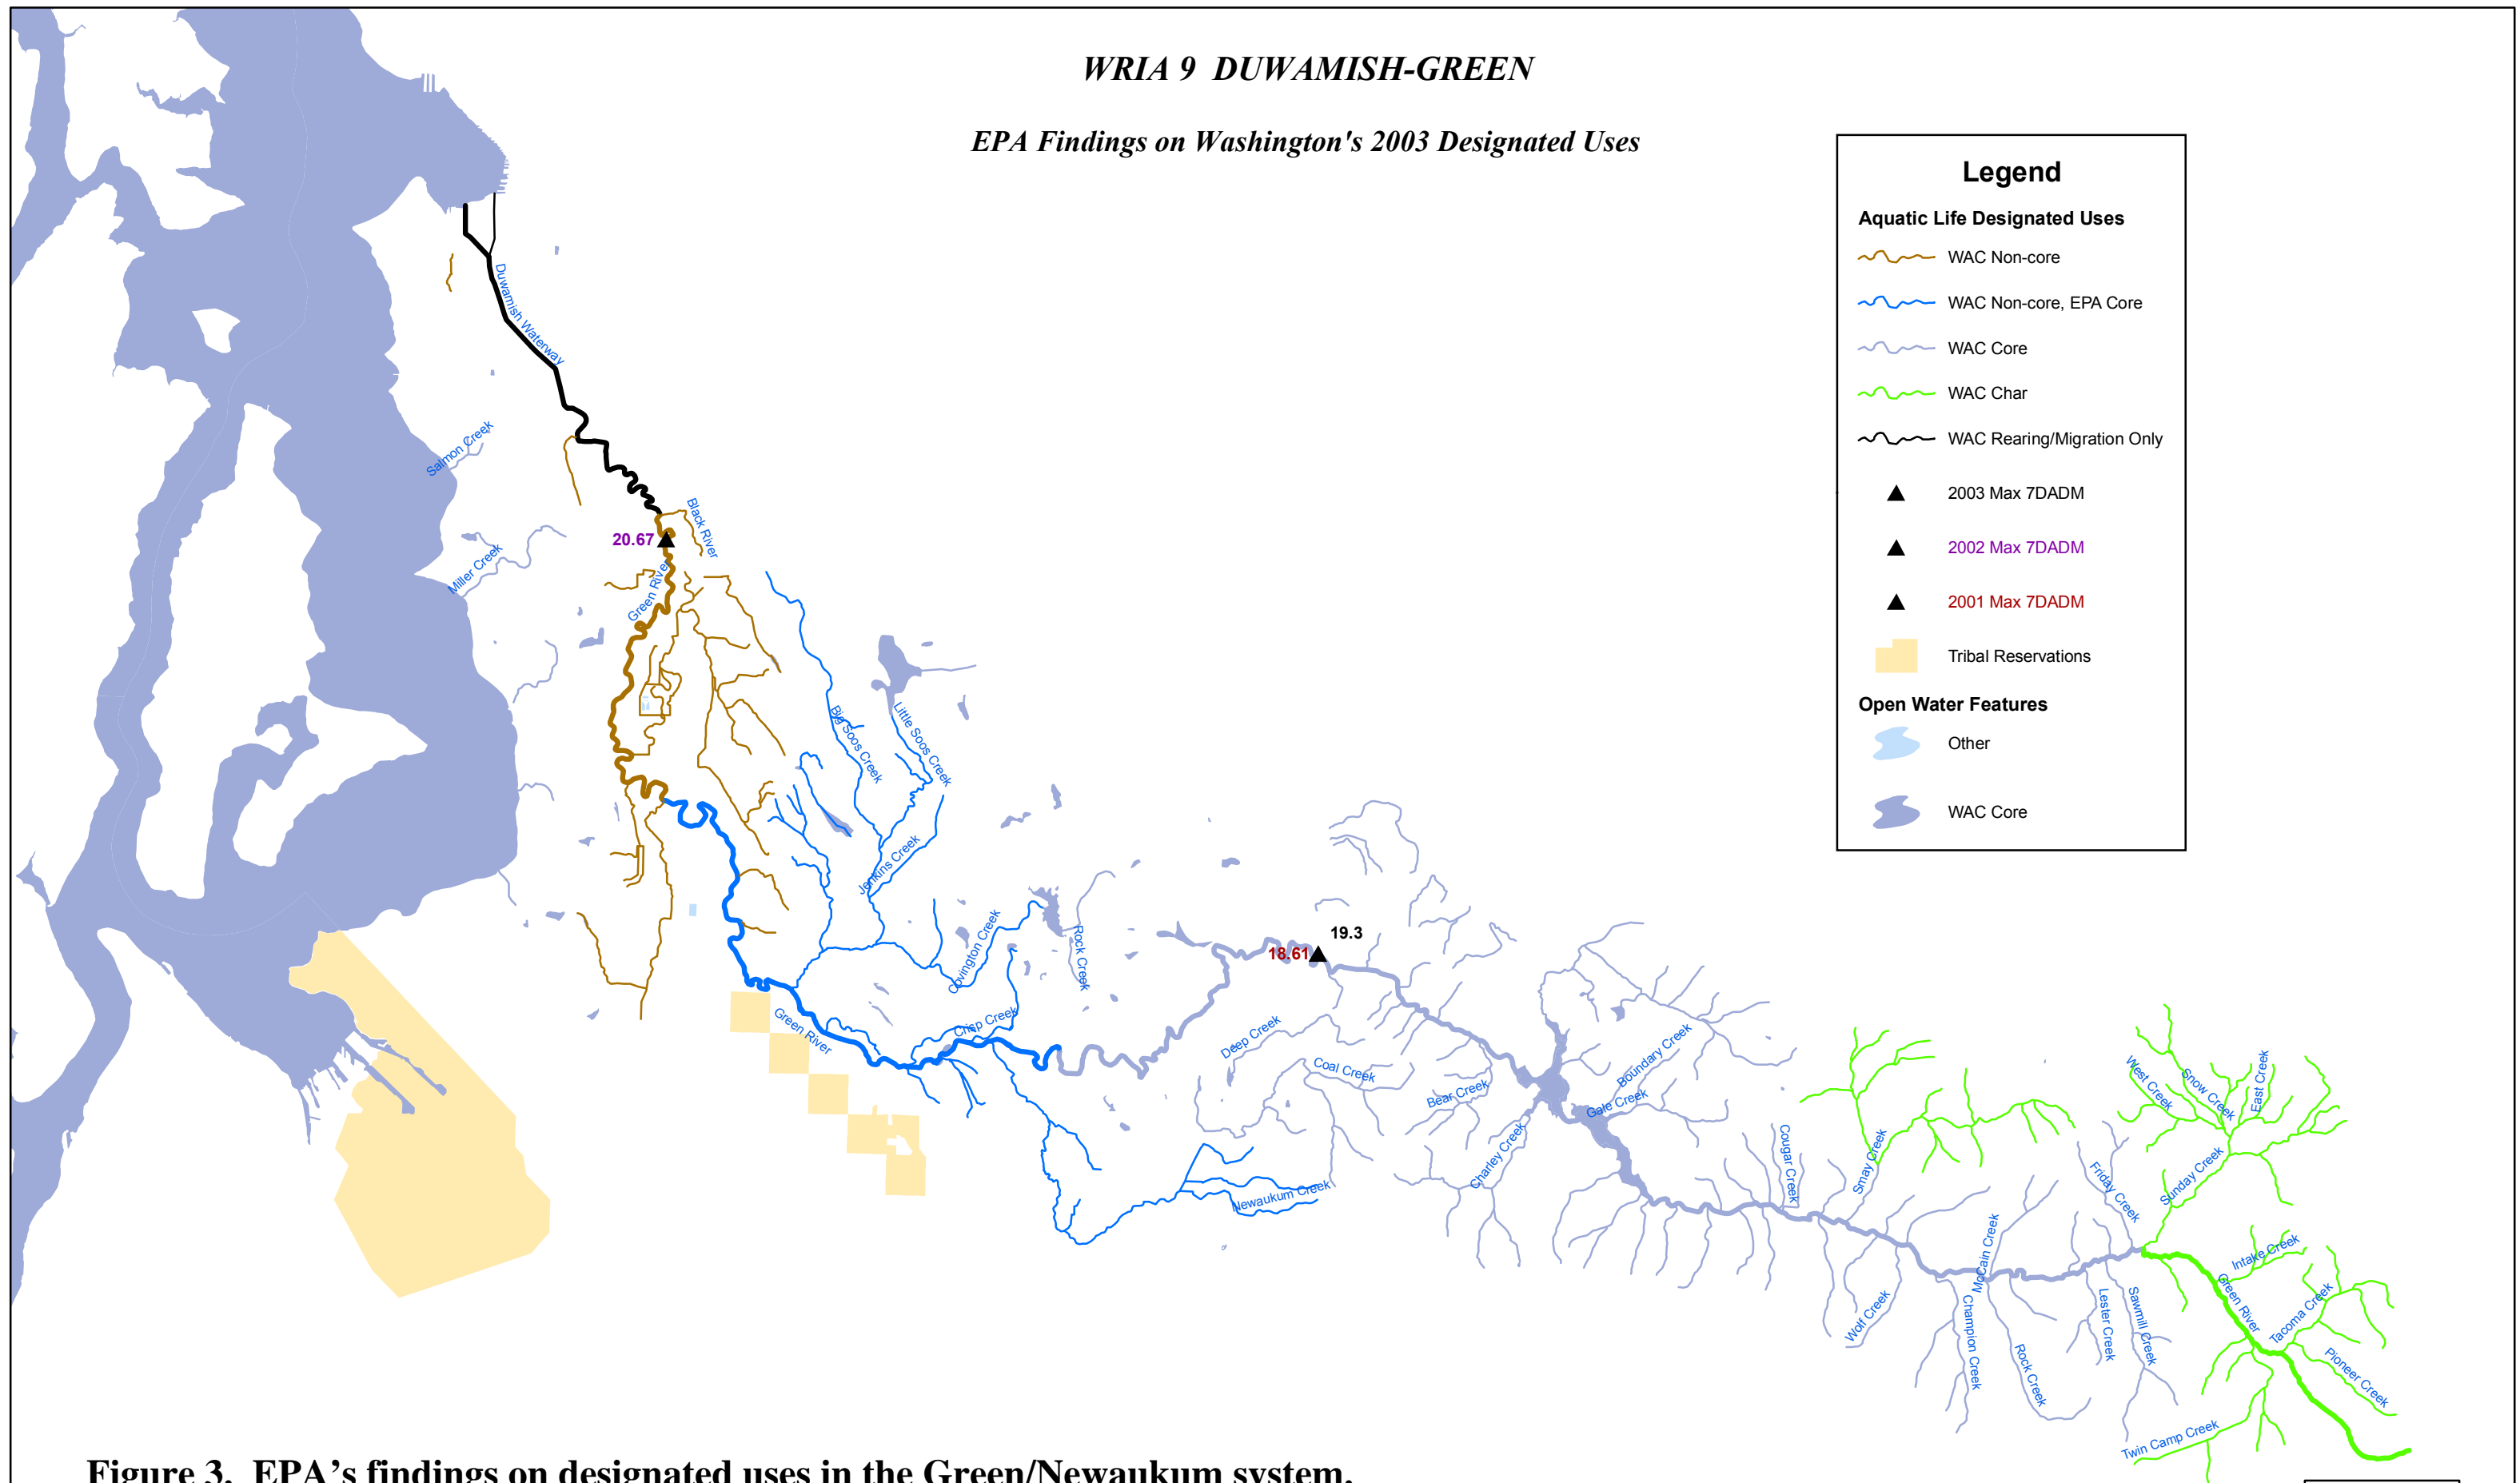 WRIA 9 DUWAMISH-GREEN
EPA Findings on Washington's 2003 Designated Uses
Legend
Aquatic Life Designated Uses
WAC Non-core
WAC Non-core, EPA Core
WAC Core
WAC Char
WAC Rearing/Migration Only
2003 Max 7DADM
2002 Max 7DADM
2001 Max 7DADM
Tribal Reservations
Open Water Features
Other
WAC Core
Duwamish Waterway
Salmon Creek
Black River
20.67
Miller Creek
Green River
Big Soos Creek
Little Soos Creek
Jenkins Creek
Covington Creek
Rock Creek
19.3
18.61
Green River
Crisp Creek
Deep Creek
Coal Creek
Bear Creek
Boundary Creek
Gale Creek
Charley Creek
Newaukum Creek
Cougar Creek
Smay Creek
West Creek
Snow Creek
East Creek
Friday Creek
Sunday Creek
McCain Creek
Intake Creek
Green River
Wolf Creek
Champion Creek
Rock Creek
Lester Creek
Sawmill Creek
Tacoma Creek
Pioneer Creek
Twin Camp Creek
Figure 3. EPA's findings on designated uses in the Green/Newaukum system.